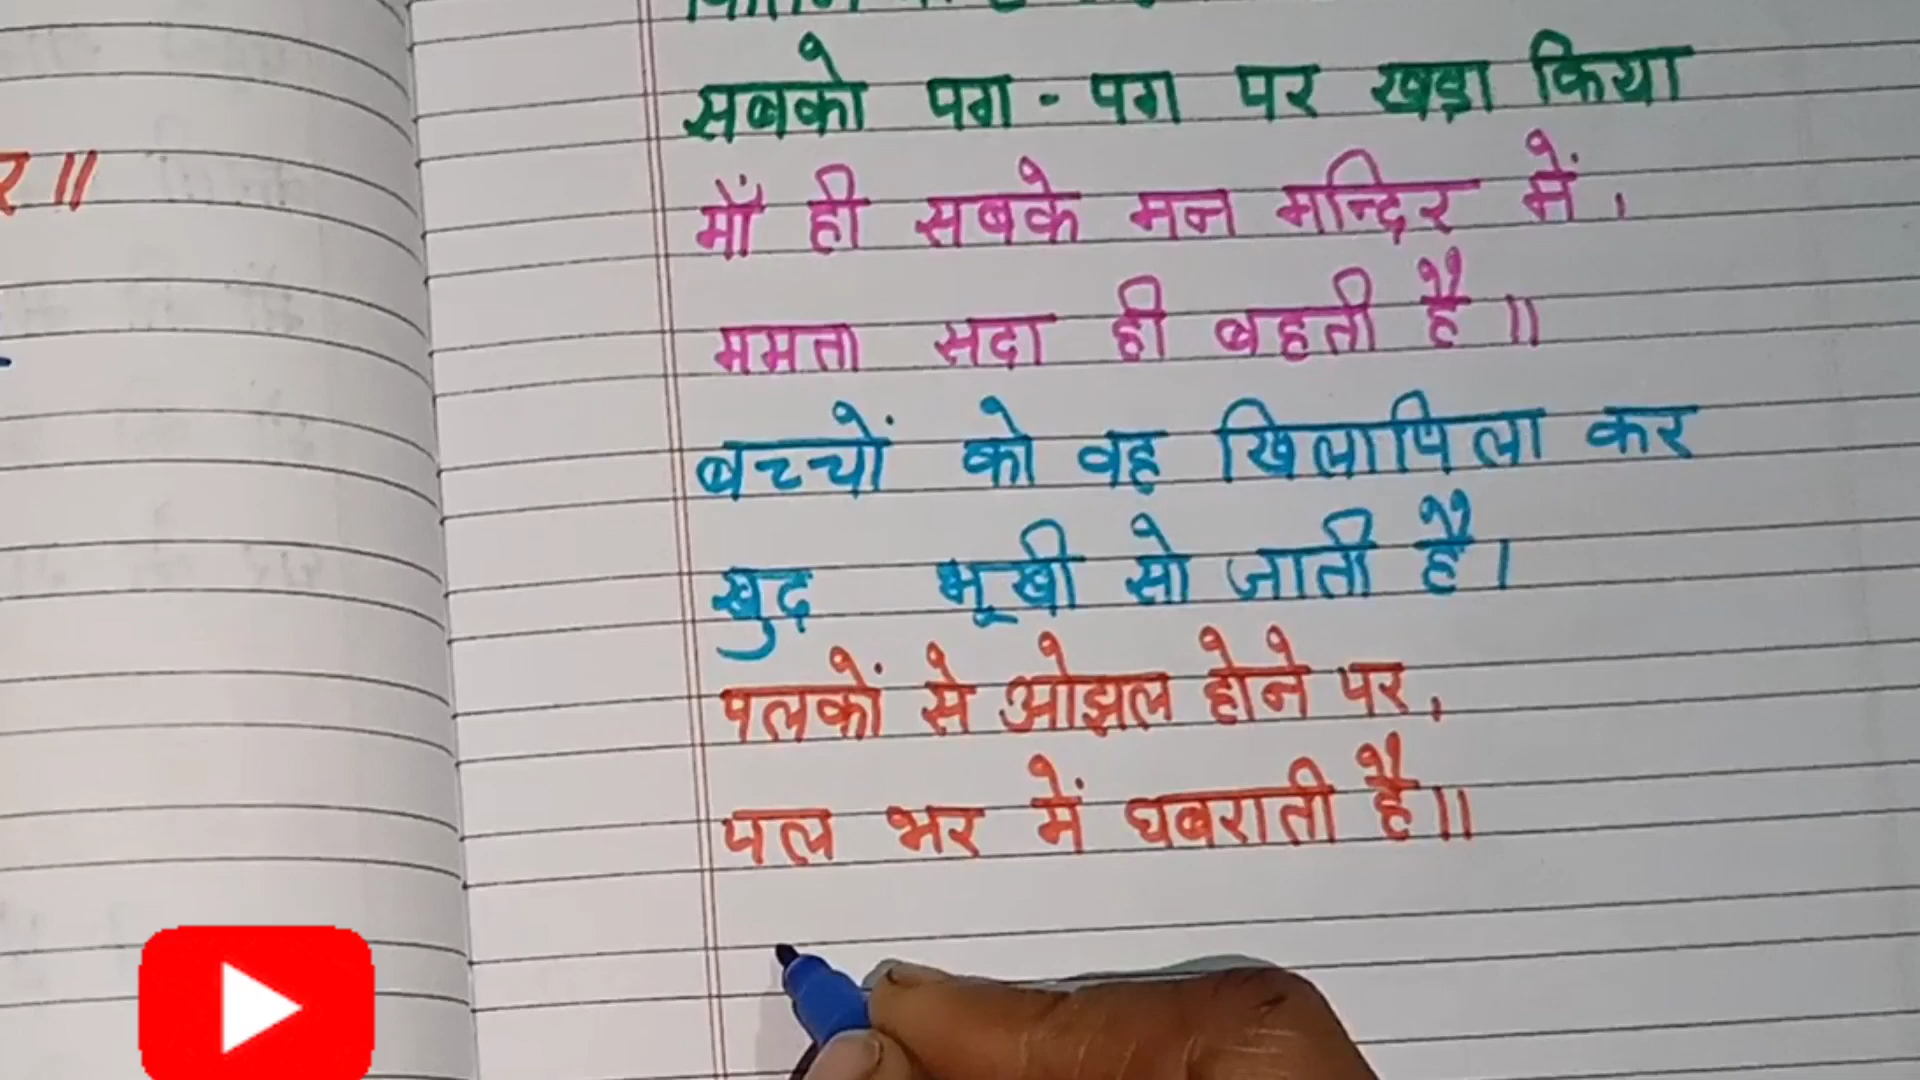 र ॥
सबको पग - पग पर खड़ा किया
माँ ही सबके मन मन्दिर में,
ममता सदा ही बहती है ॥
बच्चों को वह खिलापिला कर
खुद भूखी सो जाती है।
पलकों से ओझल होने पर,
पल भर में घबराती है॥